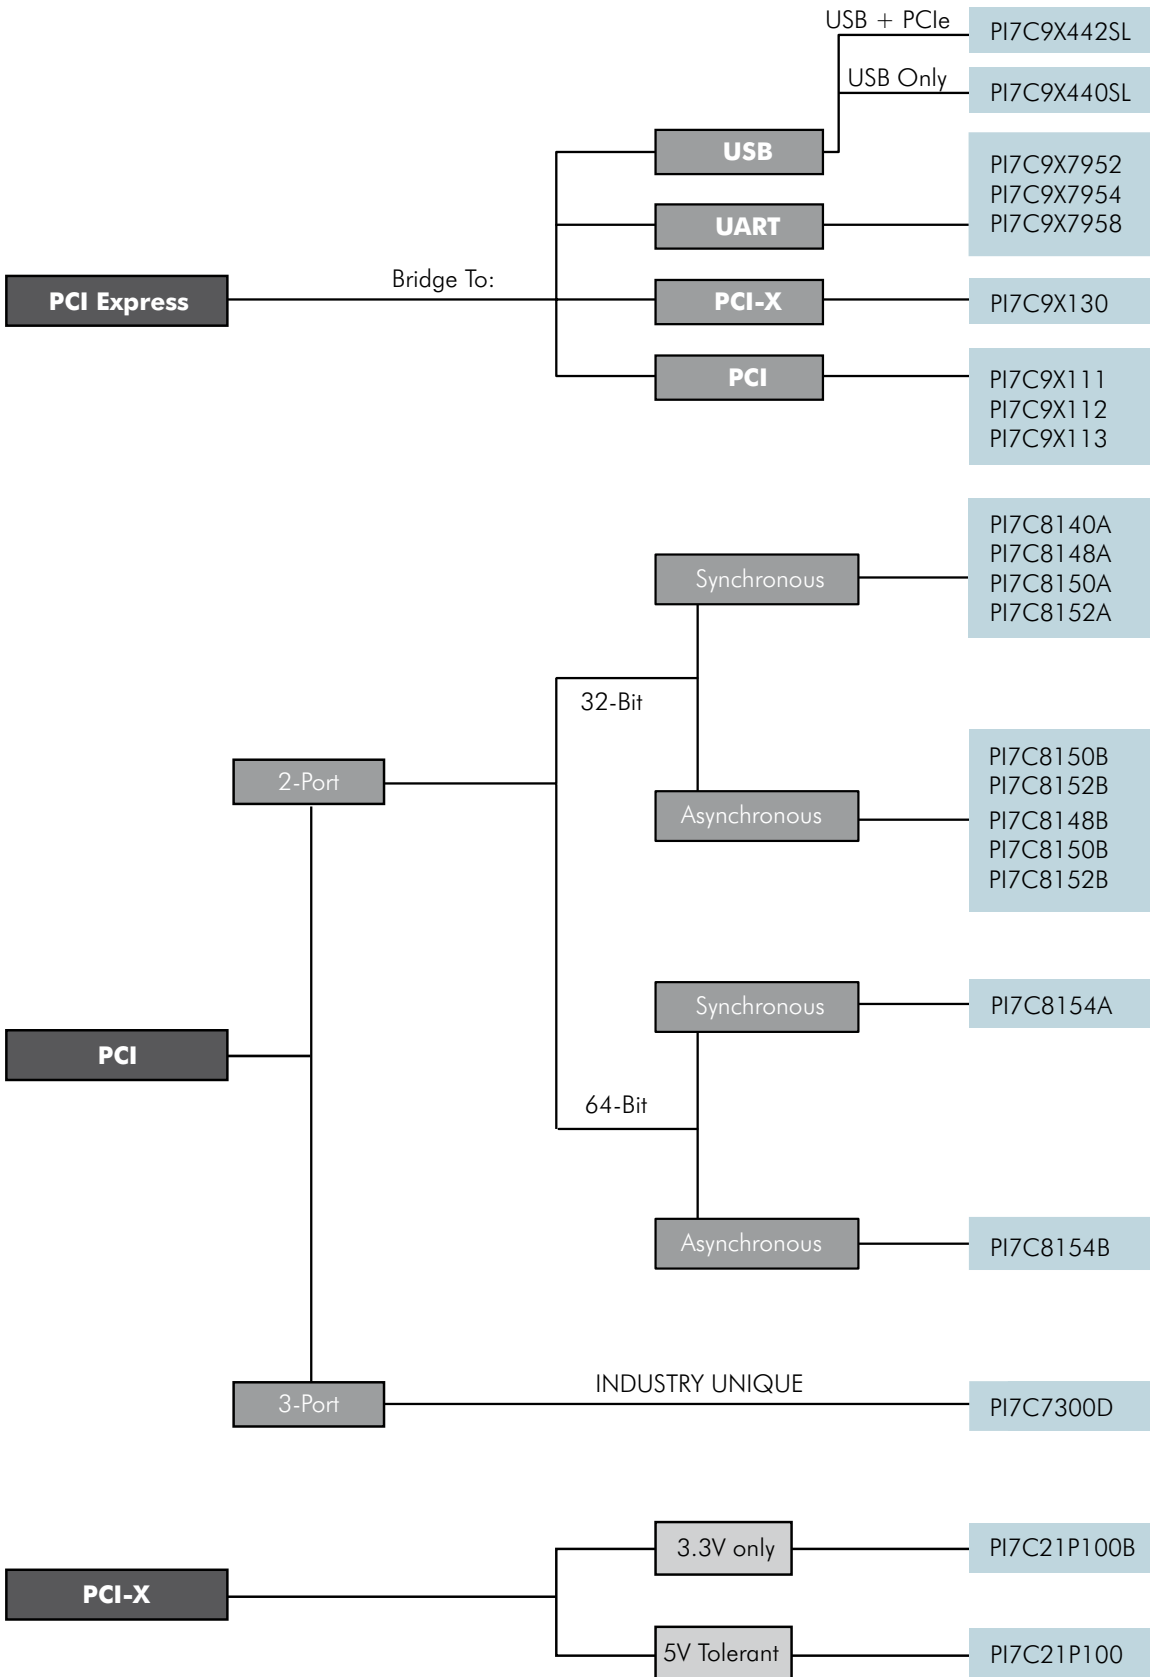 USB + PCIe
PI7C9X442SL
USB Only
PI7C9X440SL
USB
PI7C9X7952
PI7C9X7954
PI7C9X7958
UART
PCI Express
Bridge To:
PCI-X
PI7C9X130
PCI
PI7C9X111
PI7C9X112
PI7C9X113
PI7C8140A
PI7C8148A
PI7C8150A
PI7C8152A
Synchronous
32-Bit
2-Port
PI7C8150B
PI7C8152B
PI7C8148B
PI7C8150B
PI7C8152B
Asynchronous
Synchronous
PI7C8154A
PCI
64-Bit
Asynchronous
PI7C8154B
3-Port
INDUSTRY UNIQUE
PI7C7300D
3.3V only
PI7C21P100B
PCI-X
5V Tolerant
PI7C21P100